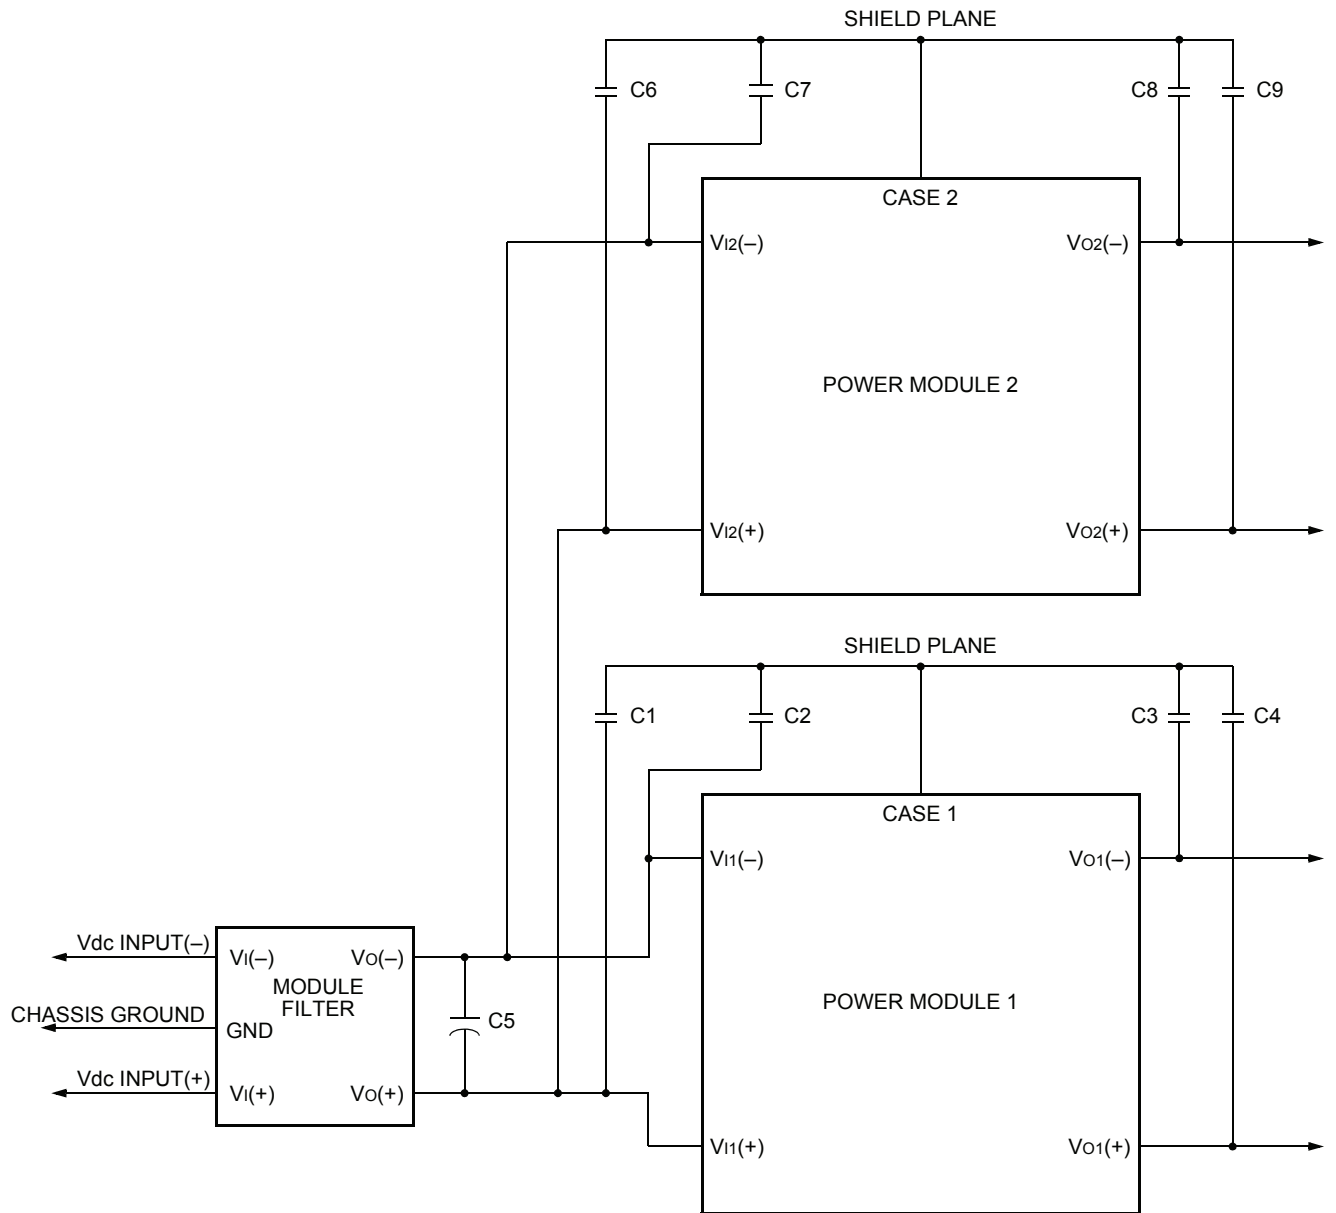 SHIELD PLANE
C6
C7
C8
C9
CASE 2
VI2(–)
VO2(–)
POWER MODULE 2
VI2(+)
VO2(+)
SHIELD PLANE
C1
C2
C3
C4
CASE 1
VI1(–)
VO1(–)
Vdc INPUT(–)
VI(–)
VO(–)
MODULE
FILTER
POWER MODULE 1
CHASSIS GROUND
GND
C5
Vdc INPUT(+)
VI(+)
VO(+)
VI1(+)
VO1(+)